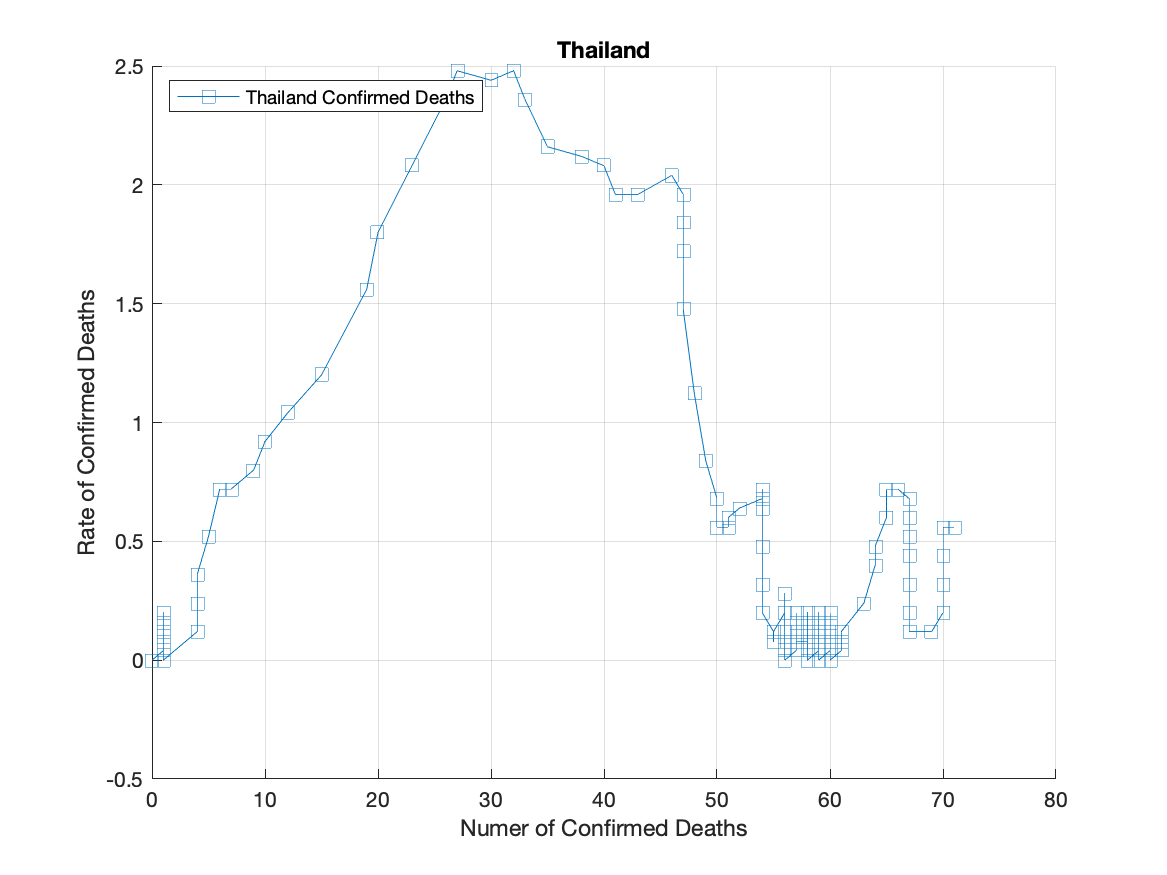 Thailand
2.5
Thailand Confirmed Deaths
2
1.5
1
0.5
0
-0.5
Rate of Confirmed Deaths
0 10 20 30 40 50 60 70 80
Numer of Confirmed Deaths